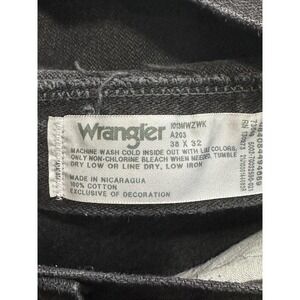 Wrangler
A203
38 X 32
MACHINE WASH COLD INSIDE OUT WITH LIKE COLORS,
ONLY NON-CHLORINE BLEACH WHEN NEEDED, TUMBLE
DRY LOW OR LINE DRY, LOW IRON
MADE IN NICARAGUA
100% COTTON
EXCLUSIVE OF DECORATION